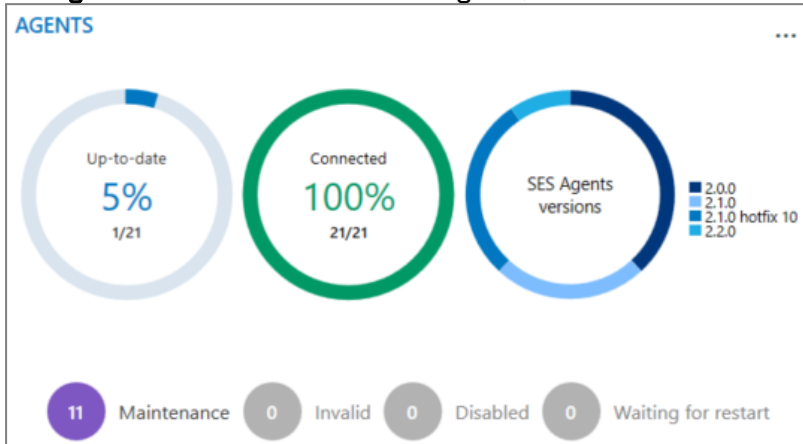 AGENTS
...
Up-to-date
5%
1/21
Connected
100%
21/21
SES Agents
versions
2.0.0
2.1.0
2.1.0 hotfix 10
2.2.0
11 Maintenance 0 Invalid 0 Disabled 0 Waiting for restart